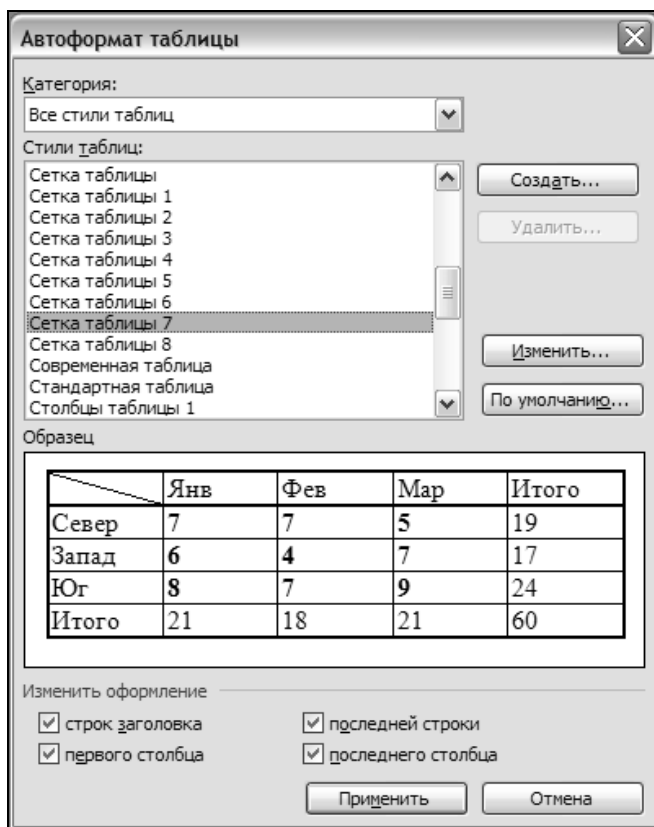 Автоформат таблицы
Категория:
Все стили таблиц
Стили таблиц:
Сетка таблицы
Сетка таблицы 1
Сетка таблицы 2
Сетка таблицы 3
Сетка таблицы 4
Сетка таблицы 5
Сетка таблицы 6
Сетка таблицы 7
Сетка таблицы 8
Современная таблица
Стандартная таблица
Столбцы таблицы 1
Создать...
Удалить...
Изменить...
По умолчанию...
Образец
Янв Фев Мар Итого
Север 7 7 5 19
Запад 6 4 7 17
Юг 8 7 9 24
Итого 21 18 21 60
Изменить оформление
строк заголовка последней строки
первого столбца последнего столбца
Применить Отмена